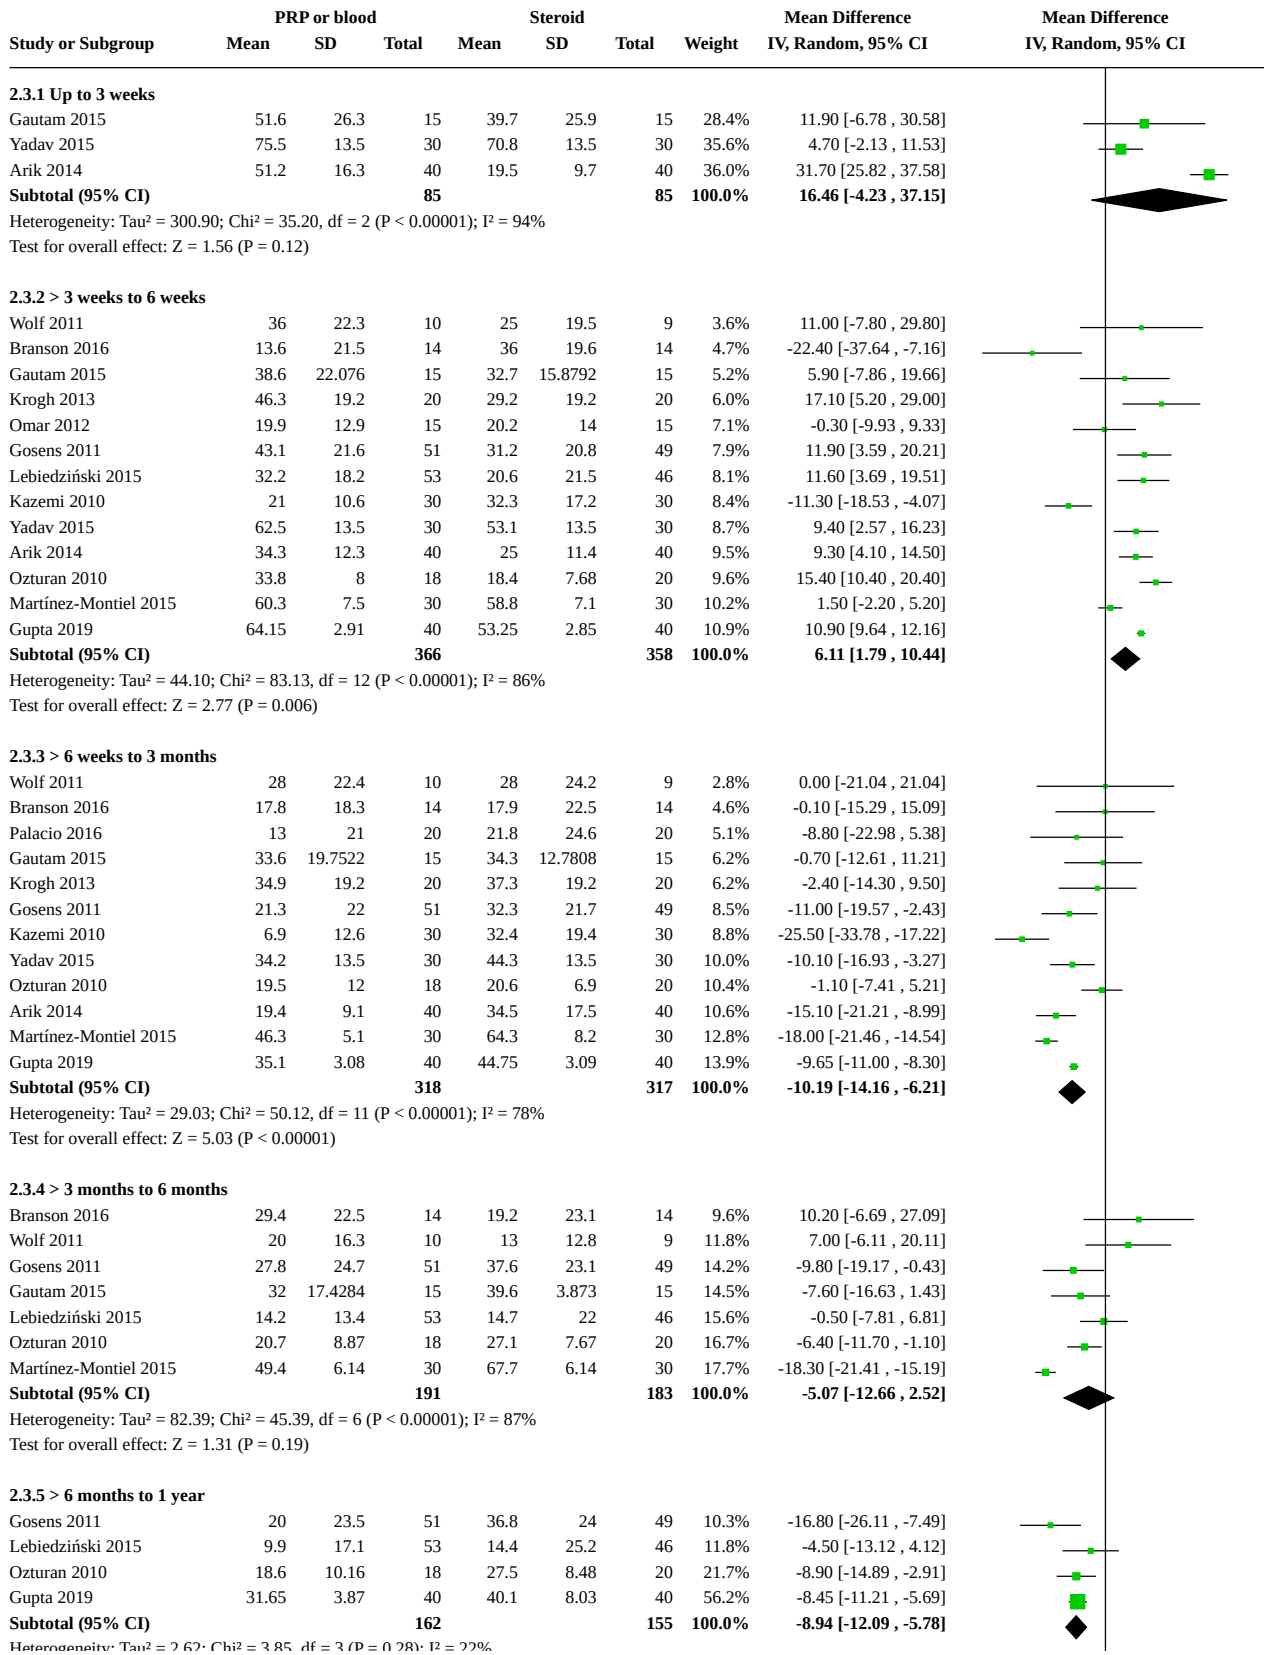 PRP or blood Steroid Mean Difference Mean Difference
Study or Subgroup Mean SD Total Mean SD Total Weight IV, Random, 95% CI IV, Random, 95% CI
2.3.1 Up to 3 weeks
Gautam 2015 51.6 26.3 15 39.7 25.9 15 28.4% 11.90 [-6.78 , 30.58]
Yadav 2015 75.5 13.5 30 70.8 13.5 30 35.6% 4.70 [-2.13 , 11.53]
Arik 2014 51.2 16.3 40 19.5 9.7 40 36.0% 31.70 [25.82 , 37.58]
Subtotal (95% CI) 85 85 100.0% 16.46 [-4.23 , 37.15]
Heterogeneity: Tau² = 300.90; Chi² = 35.20, df = 2 (P < 0.00001); I² = 94%
Test for overall effect: Z = 1.56 (P = 0.12)
2.3.2 > 3 weeks to 6 weeks
Wolf 2011 36 22.3 10 25 19.5 9 3.6% 11.00 [-7.80 , 29.80]
Branson 2016 13.6 21.5 14 36 19.6 14 4.7% -22.40 [-37.64 , -7.16]
Gautam 2015 38.6 22.076 15 32.7 15.8792 15 5.2% 5.90 [-7.86 , 19.66]
Krogh 2013 46.3 19.2 20 29.2 19.2 20 6.0% 17.10 [5.20 , 29.00]
Omar 2012 19.9 12.9 15 20.2 14 15 7.1% -0.30 [-9.93 , 9.33]
Gosens 2011 43.1 21.6 51 31.2 20.8 49 7.9% 11.90 [3.59 , 20.21]
Lebiedziński 2015 32.2 18.2 53 20.6 21.5 46 8.1% 11.60 [3.69 , 19.51]
Kazemi 2010 21 10.6 30 32.3 17.2 30 8.4% -11.30 [-18.53 , -4.07]
Yadav 2015 62.5 13.5 30 53.1 13.5 30 8.7% 9.40 [2.57 , 16.23]
Arik 2014 34.3 12.3 40 25 11.4 40 9.5% 9.30 [4.10 , 14.50]
Ozturan 2010 33.8 8 18 18.4 7.68 20 9.6% 15.40 [10.40 , 20.40]
Martínez-Montiel 2015 60.3 7.5 30 58.8 7.1 30 10.2% 1.50 [-2.20 , 5.20]
Gupta 2019 64.15 2.91 40 53.25 2.85 40 10.9% 10.90 [9.64 , 12.16]
Subtotal (95% CI) 366 358 100.0% 6.11 [1.79 , 10.44]
Heterogeneity: Tau² = 44.10; Chi² = 83.13, df = 12 (P < 0.00001); I² = 86%
Test for overall effect: Z = 2.77 (P = 0.006)
2.3.3 > 6 weeks to 3 months
Wolf 2011 28 22.4 10 28 24.2 9 2.8% 0.00 [-21.04 , 21.04]
Branson 2016 17.8 18.3 14 17.9 22.5 14 4.6% -0.10 [-15.29 , 15.09]
Palacio 2016 13 21 20 21.8 24.6 20 5.1% -8.80 [-22.98 , 5.38]
Gautam 2015 33.6 19.7522 15 34.3 12.7808 15 6.2% -0.70 [-12.61 , 11.21]
Krogh 2013 34.9 19.2 20 37.3 19.2 20 6.2% -2.40 [-14.30 , 9.50]
Gosens 2011 21.3 22 51 32.3 21.7 49 8.5% -11.00 [-19.57 , -2.43]
Kazemi 2010 6.9 12.6 30 32.4 19.4 30 8.8% -25.50 [-33.78 , -17.22]
Yadav 2015 34.2 13.5 30 44.3 13.5 30 10.0% -10.10 [-16.93 , -3.27]
Ozturan 2010 19.5 12 18 20.6 6.9 20 10.4% -1.10 [-7.41 , 5.21]
Arik 2014 19.4 9.1 40 34.5 17.5 40 10.6% -15.10 [-21.21 , -8.99]
Martínez-Montiel 2015 46.3 5.1 30 64.3 8.2 30 12.8% -18.00 [-21.46 , -14.54]
Gupta 2019 35.1 3.08 40 44.75 3.09 40 13.9% -9.65 [-11.00 , -8.30]
Subtotal (95% CI) 318 317 100.0% -10.19 [-14.16 , -6.21]
Heterogeneity: Tau² = 29.03; Chi² = 50.12, df = 11 (P < 0.00001); I² = 78%
Test for overall effect: Z = 5.03 (P < 0.00001)
2.3.4 > 3 months to 6 months
Branson 2016 29.4 22.5 14 19.2 23.1 14 9.6% 10.20 [-6.69 , 27.09]
Wolf 2011 20 16.3 10 13 12.8 9 11.8% 7.00 [-6.11 , 20.11]
Gosens 2011 27.8 24.7 51 37.6 23.1 49 14.2% -9.80 [-19.17 , -0.43]
Gautam 2015 32 17.4284 15 39.6 3.873 15 14.5% -7.60 [-16.63 , 1.43]
Lebiedziński 2015 14.2 13.4 53 14.7 22 46 15.6% -0.50 [-7.81 , 6.81]
Ozturan 2010 20.7 8.87 18 27.1 7.67 20 16.7% -6.40 [-11.70 , -1.10]
Martínez-Montiel 2015 49.4 6.14 30 67.7 6.14 30 17.7% -18.30 [-21.41 , -15.19]
Subtotal (95% CI) 191 183 100.0% -5.07 [-12.66 , 2.52]
Heterogeneity: Tau² = 82.39; Chi² = 45.39, df = 6 (P < 0.00001); I² = 87%
Test for overall effect: Z = 1.31 (P = 0.19)
2.3.5 > 6 months to 1 year
Gosens 2011 20 23.5 51 36.8 24 49 10.3% -16.80 [-26.11 , -7.49]
Lebiedziński 2015 9.9 17.1 53 14.4 25.2 46 11.8% -4.50 [-13.12 , 4.12]
Ozturan 2010 18.6 10.16 18 27.5 8.48 20 21.7% -8.90 [-14.89 , -2.91]
Gupta 2019 31.65 3.87 40 40.1 8.03 40 56.2% -8.45 [-11.21 , -5.69]
Subtotal (95% CI) 162 155 100.0% -8.94 [-12.09 , -5.78]
Heterogeneity: Tau² = 2.62; Chi² = 3.85, df = 3 (P = 0.28); I² = 22%